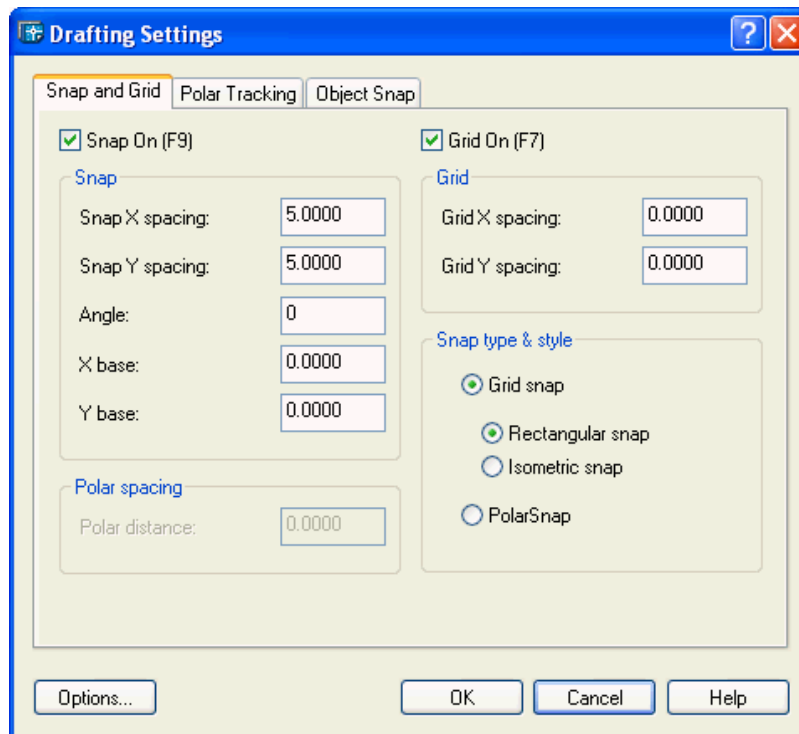 Drafting Settings
Snap and Grid Polar Tracking Object Snap
Snap On (F9)
Snap
Snap X spacing: 5.0000
Snap Y spacing: 5.0000
Angle: 0
X base: 0.0000
Y base: 0.0000
Polar spacing
Polar distance: 0.0000
Grid On (F7)
Grid
Grid X spacing: 0.0000
Grid Y spacing: 0.0000
Snap type & style
Grid snap
Rectangular snap
Isometric snap
PolarSnap
Options... OK Cancel Help